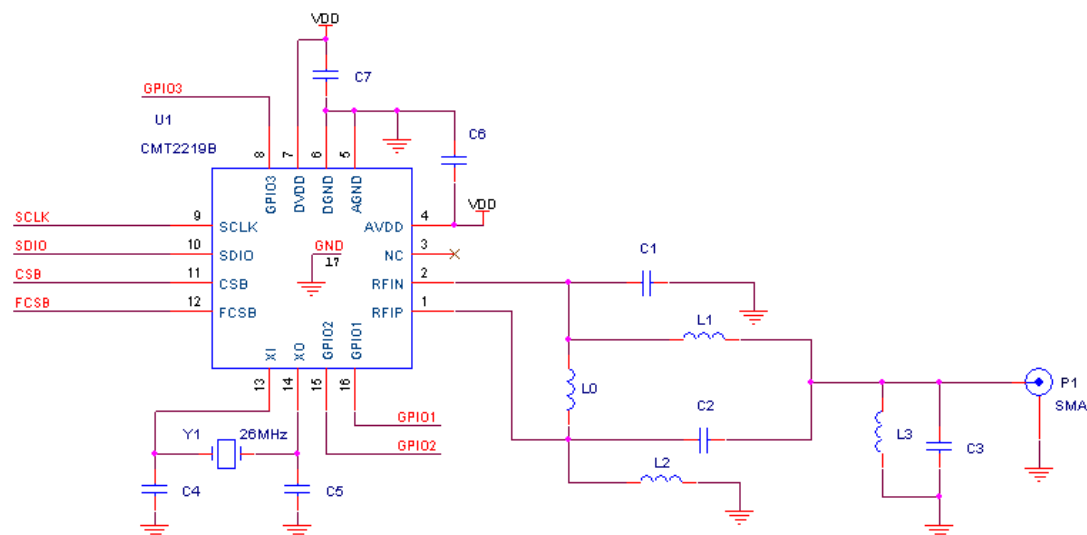 VDD
C7
GPIO3
U1
CMT2219B
C6
8
7
6
5
GPIO3
DVDD
DGND
AGND
VDD
SCLK
9
SCLK
AVDD
4
SDIO
10
SDIO
GND
17
NC
3
CSB
11
CSB
RFIN
2
C1
FCSB
12
FCSB
RFIP
1
L1
XI
XO
GPIO2
GPIO1
13
14
15
16
L0
P1
SMA
C2
GPIO1
Y1
26MHz
GPIO2
L2
L3
C3
C4
C5